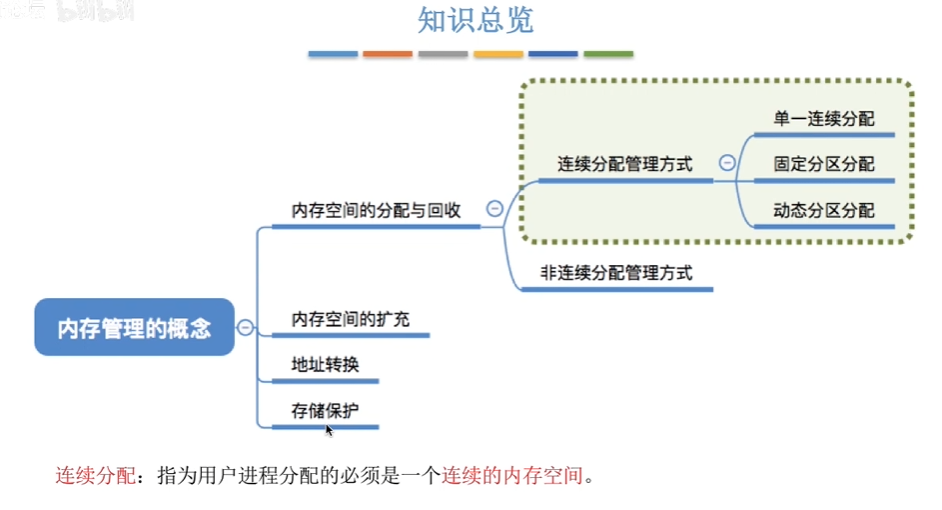 bilibili
知识总览
单一连续分配
连续分配管理方式
固定分区分配
内存空间的分配与回收
动态分区分配
非连续分配管理方式
内存空间的扩充
内存管理的概念
地址转换
存储保护
连续分配：指为用户进程分配的必须是一个连续的内存空间。